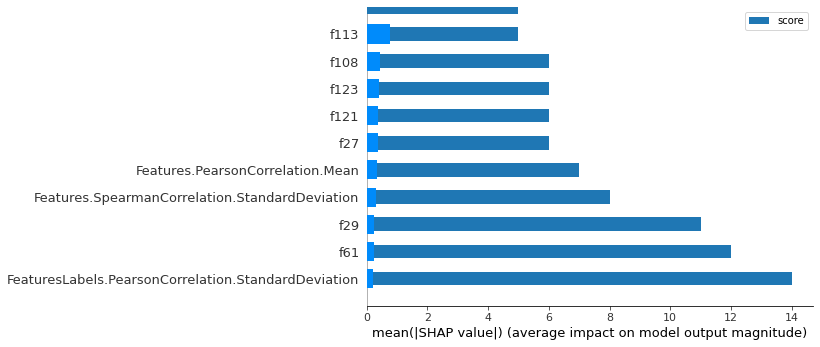 score
f113
f108
f123
f121
f27
Features.PearsonCorrelation.Mean
Features.SpearmanCorrelation.StandardDeviation
f29
f61
FeaturesLabels.PearsonCorrelation.StandardDeviation
0 2 4 6 8 10 12 14
mean(|SHAP value|) (average impact on model output magnitude)